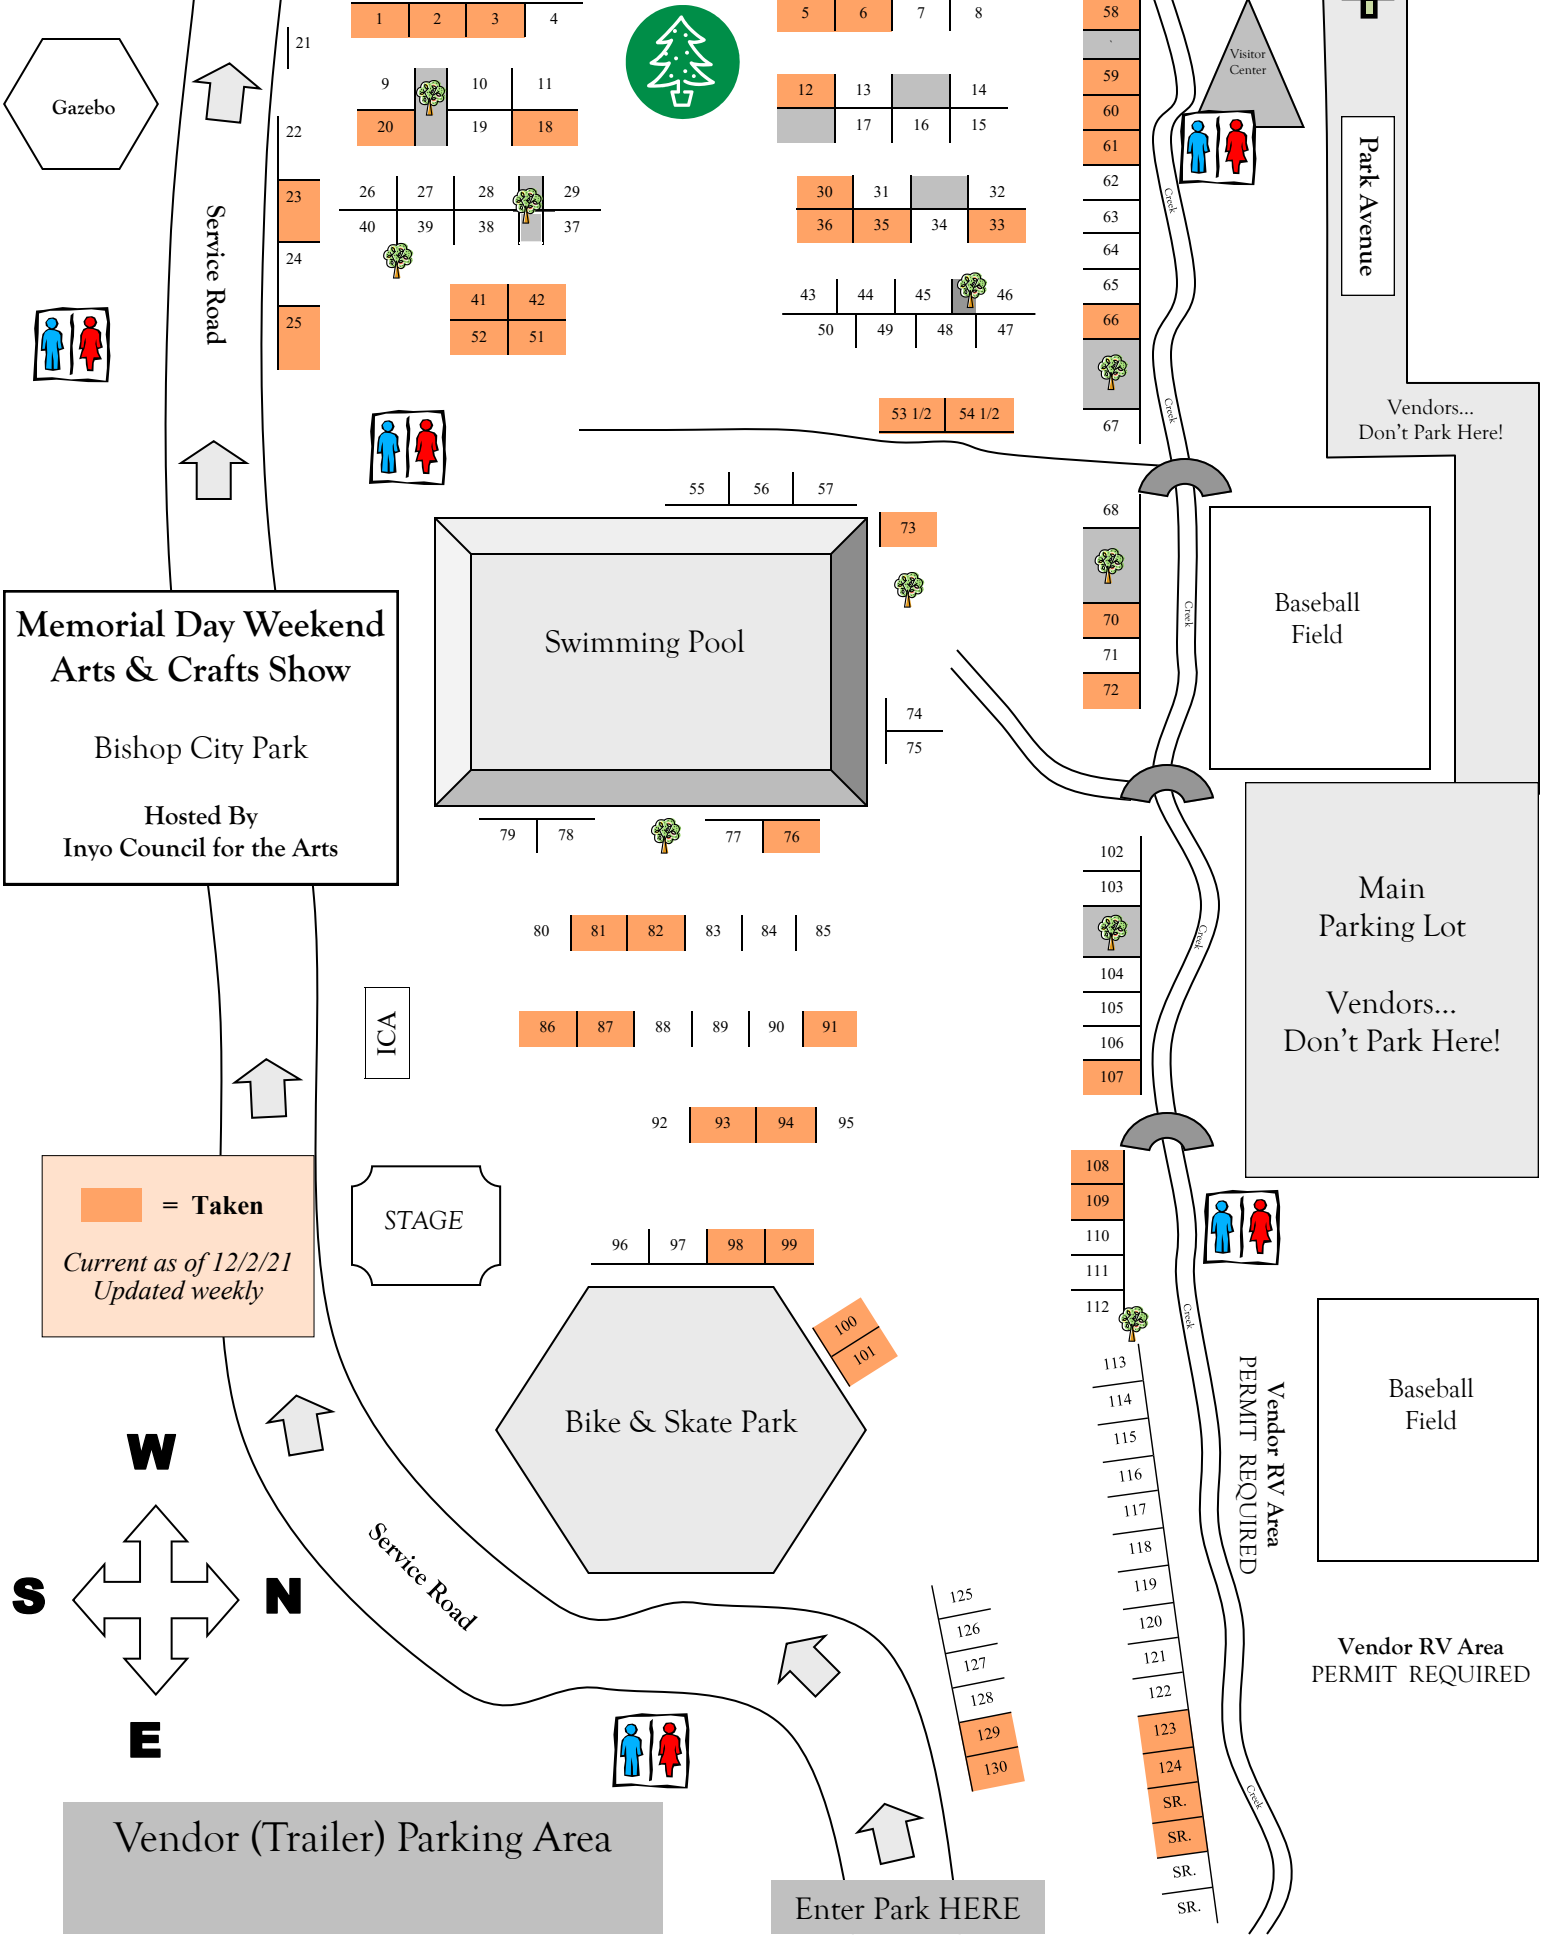 1 2 3 4
5 6 7 8
58
21
Gazebo
9 10 11
20 19 18
12 13 14
17 16 15
59
60
61
62
63
64
65
66
67
Visitor
Center
22
23
24
25
Service Road
26 27 28 29
40 39 38 37
30 31 32
36 35 34 33
41 42
52 51
43 44 45 46
50 49 48 47
Creek
Park Avenue
53 1/2 54 1/2
Creek
Vendors...
Don't Park Here!
55 56 57
73
68
70
71
72
Creek
Baseball
Field
Memorial Day Weekend
Arts & Crafts Show
Bishop City Park
Hosted By
Inyo Council for the Arts
Swimming Pool
74
75
79 78 77 76
80 81 82 83 84 85
102
103
104
105
106
107
Creek
Main
Parking Lot
Vendors...
Don't Park Here!
ICA
86 87 88 89 90 91
92 93 94 95
108
109
110
111
112
= Taken
Current as of 12/2/21
Updated weekly
STAGE
96 97 98 99
100
101
Bike & Skate Park
Creek
113
114
115
116
117
118
119
120
121
122
123
124
SR.
SR.
SR.
SR.
Vendor RV Area
PERMIT REQUIRED
Baseball
Field
W
S N
E
Service Road
125
126
127
128
129
130
Vendor RV Area
PERMIT REQUIRED
Creek
Vendor (Trailer) Parking Area
Enter Park HERE